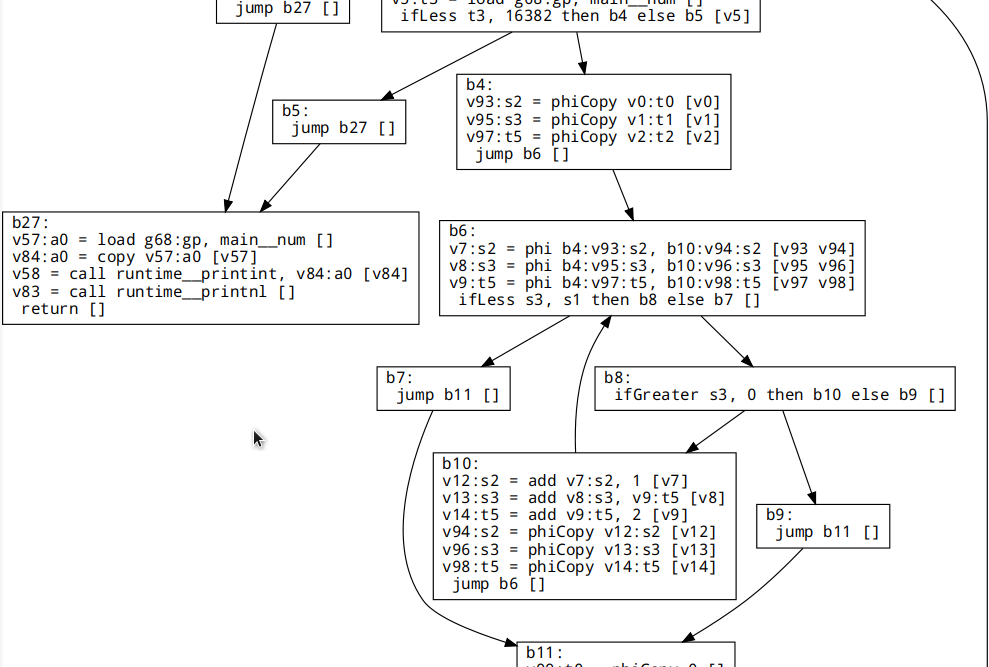 jump b27 []
ifLess t3, 16382 then b4 else b5 [v5]
b4:
v93:s2 = phiCopy v0:t0 [v0]
v95:s3 = phiCopy v1:t1 [v1]
v97:t5 = phiCopy v2:t2 [v2]
jump b6 []
b5:
jump b27 []
b27:
v57:a0 = load g68:gp, main__num []
v84:a0 = copy v57:a0 [v57]
v58 = call runtime__printint, v84:a0 [v84]
v83 = call runtime__printnl []
return []
b6:
v7:s2 = phi b4:v93:s2, b10:v94:s2 [v93 v94]
v8:s3 = phi b4:v95:s3, b10:v96:s3 [v95 v96]
v9:t5 = phi b4:v97:t5, b10:v98:t5 [v97 v98]
ifLess s3, s1 then b8 else b7 []
b7:
jump b11 []
b8:
ifGreater s3, 0 then b10 else b9 []
b10:
v12:s2 = add v7:s2, 1 [v7]
v13:s3 = add v8:s3, v9:t5 [v8]
v14:t5 = add v9:t5, 2 [v9]
v94:s2 = phiCopy v12:s2 [v12]
v96:s3 = phiCopy v13:s3 [v13]
v98:t5 = phiCopy v14:t5 [v14]
jump b6 []
b9:
jump b11 []
b11: